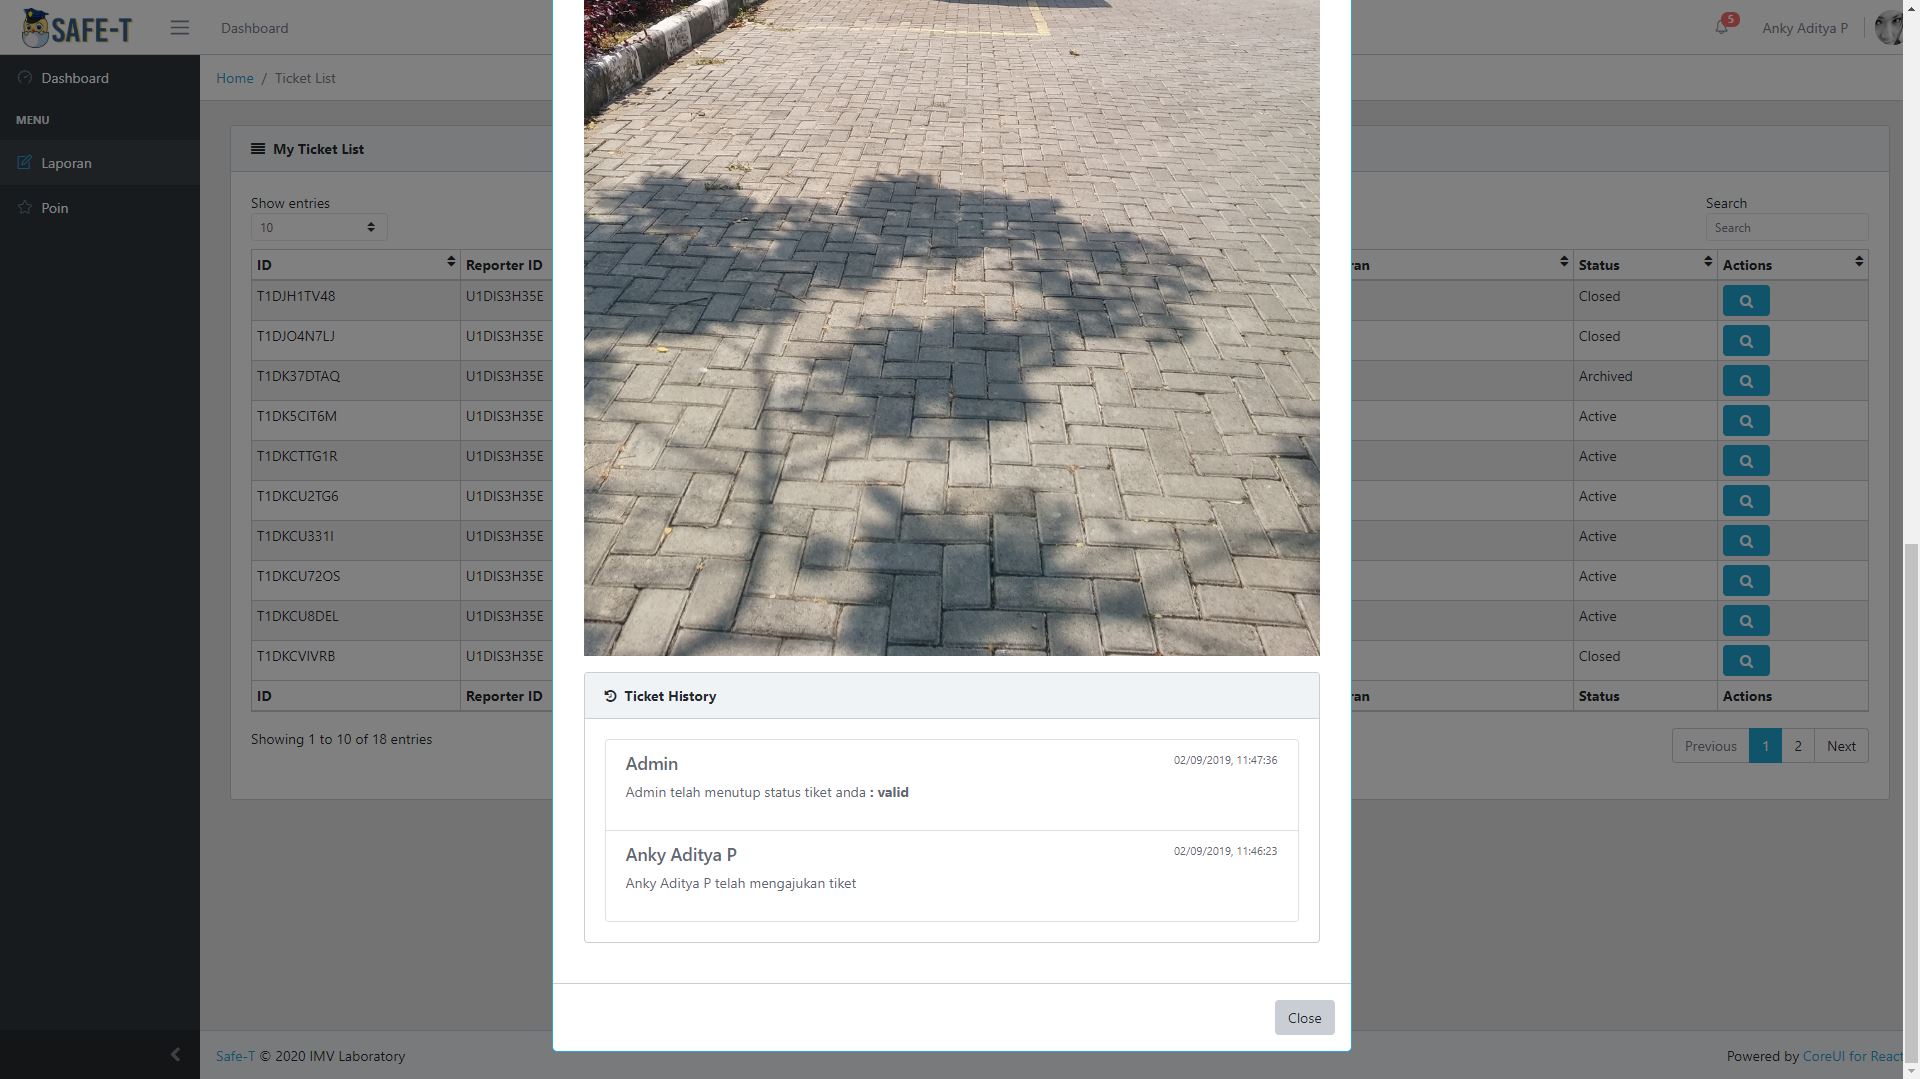 SAFE-T
Dashboard
5
Anky Aditya P
Dashboard
MENU
Laporan
Poin
Home / Ticket List
My Ticket List
Show entries
10
Search
Search
ID Reporter ID ran Status Actions
T1DJH1TV48 U1DIS3H35E Closed
T1DJO4N7LJ U1DIS3H35E Closed
T1DK37DTAQ U1DIS3H35E Archived
T1DK5CIT6M U1DIS3H35E Active
T1DKCTTG1R U1DIS3H35E Active
T1DKCU2TG6 U1DIS3H35E Active
T1DKCU331I U1DIS3H35E Active
T1DKCU72OS U1DIS3H35E Active
T1DKCU8DEL U1DIS3H35E Active
T1DKCVIVRB U1DIS3H35E Closed
ID Reporter ID ran Status Actions
Showing 1 to 10 of 18 entries
Previous 1 2 Next
Ticket History
Admin 02/09/2019, 11:47:36
Admin telah menutup status tiket anda : valid
Anky Aditya P 02/09/2019, 11:46:23
Anky Aditya P telah mengajukan tiket
Close
Safe-T © 2020 IMV Laboratory
Powered by CoreUI for React